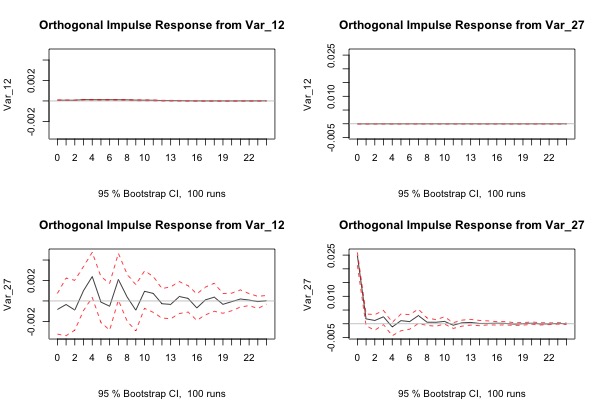 Orthogonal Impulse Response from Var_12
Var_12
0.002
-0.002
0 2 4 6 8 10 13 16 19 22
95 % Bootstrap CI, 100 runs
Orthogonal Impulse Response from Var_27
Var_12
0.025
0.010
-0.005
0 2 4 6 8 10 13 16 19 22
95 % Bootstrap CI, 100 runs
Orthogonal Impulse Response from Var_12
Var_27
0.002
-0.002
0 2 4 6 8 10 13 16 19 22
95 % Bootstrap CI, 100 runs
Orthogonal Impulse Response from Var_27
Var_27
0.025
0.010
-0.005
0 2 4 6 8 10 13 16 19 22
95 % Bootstrap CI, 100 runs